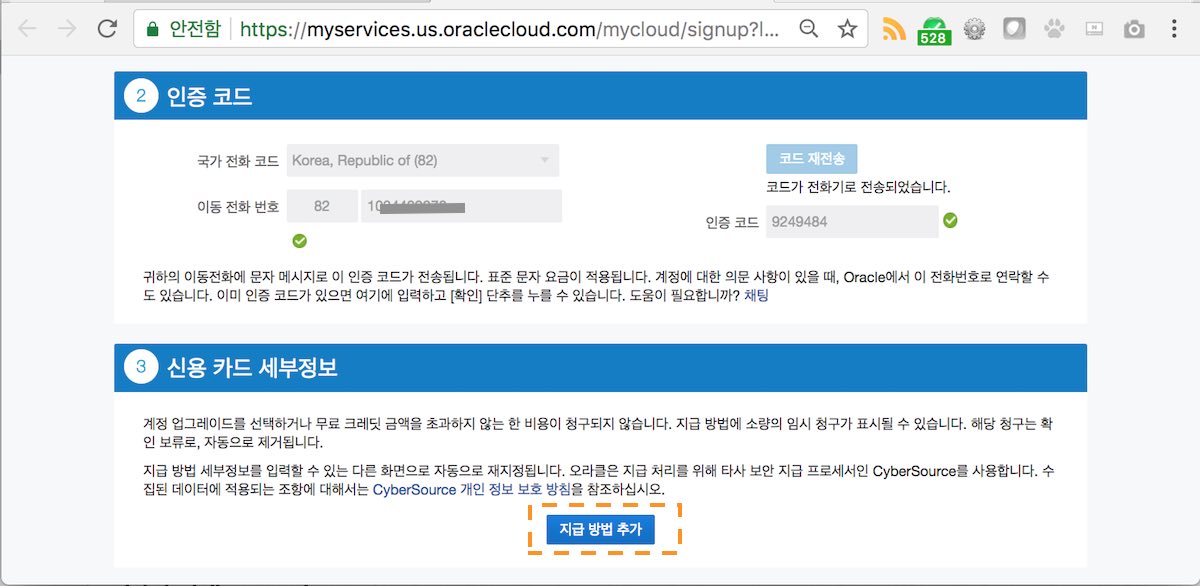 안전함 https://myservices.us.oraclecloud.com/mycloud/signup?l...
528
2 인증 코드
국가 전화 코드 Korea, Republic of (82)
코드 재전송
코드가 전화기로 전송되었습니다.
이동 전화 번호 82
인증 코드 9249484
귀하의 이동전화에 문자 메시지로 이 인증 코드가 전송됩니다. 표준 문자 요금이 적용됩니다. 계정에 대한 의문 사항이 있을 때, Oracle에서 이 전화번호로 연락할 수
도 있습니다. 이미 인증 코드가 있으면 여기에 입력하고 [확인] 단추를 누를 수 있습니다. 도움이 필요합니까? 채팅
3 신용 카드 세부정보
계정 업그레이드를 선택하거나 무료 크레딧 금액을 초과하지 않는 한 비용이 청구되지 않습니다. 지급 방법에 소량의 임시 청구가 표시될 수 있습니다. 해당 청구는 확
인 보류로, 자동으로 제거됩니다.
지급 방법 세부정보를 입력할 수 있는 다른 화면으로 자동으로 재지정됩니다. 오라클은 지급 처리를 위해 타사 보안 지급 프로세서인 CyberSource를 사용합니다. 수
집된 데이터에 적용되는 조항에 대해서는 CyberSource 개인 정보 보호 방침을 참조하십시오.
지급 방법 추가